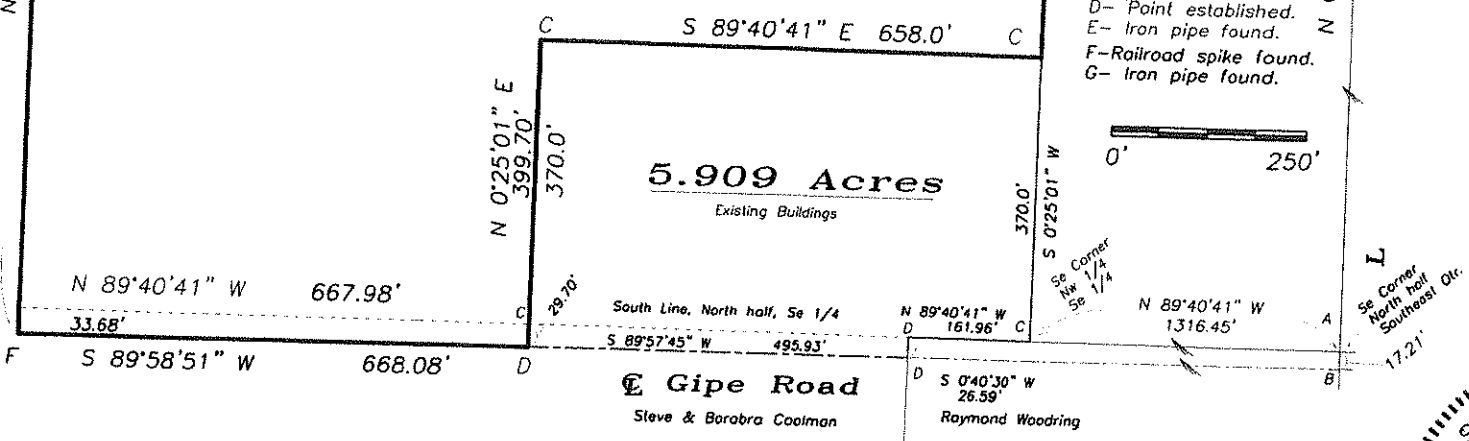 N
D- Point established.
E- Iron pipe found.
F-Railroad spike found.
G- Iron pipe found.
N
C
S 89°40'41" E 658.0'
C
N 0°25'01" E
399.70'
370.0'
5.909 Acres
Existing Buildings
370.0'
S 0°25'01" W
0' 250'
Se Corner
Nw 1/4
Se 1/4
L
Se Corner
North half
Southeast Qtr.
N 89°40'41" W 667.98'
33.68'
C
29.70'
South Line, North half, Se 1/4
N 89°40'41" W
D 161.96' C
N 89°40'41" W
1316.45'
A
17.21'
S 89°57'45" W 495.93'
F
S 89°58'51" W 668.08'
D
℄ Gipe Road
Steve & Barabra Coolman
D
S 0°40'30" W
26.59'
Raymond Woodring
B